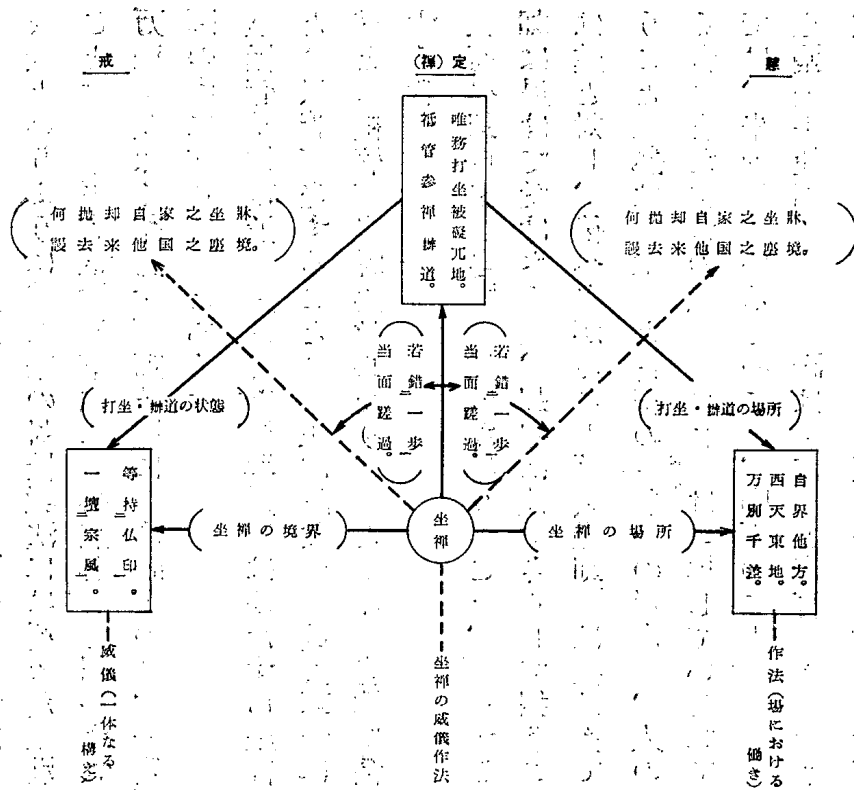 戒
(禅)定
慧
唯務打坐被礙兀地。
祗管参禅辦道。
何抛却自家之坐牀、
謾去来他国之塵境。
何抛却自家之坐牀、
謾去来他国之塵境。
若錯一歩
当面蹉過。
若錯一歩
当面蹉過。
(打坐・辦道の状態)
(打坐・辦道の場所)
等持仏印。
一壇宗風。
(坐禅の境界)
坐禅
(坐禅の場所)
自界他方。
西天東地。
万別千差。
威儀(一体なる
構え)
坐禅の威儀作法
作法(場における
働き)